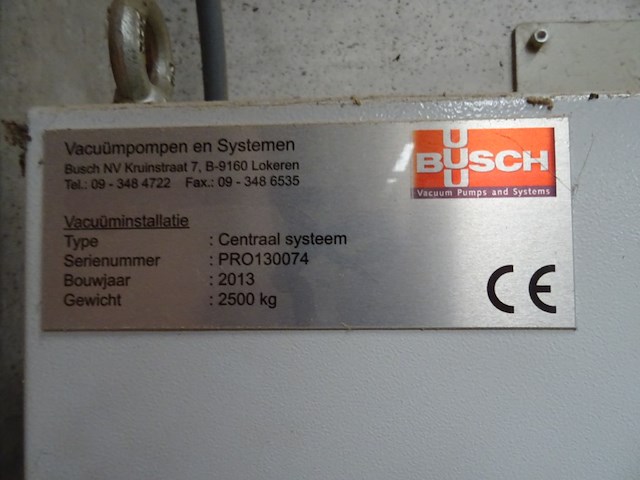 Vacuümpompen en Systemen
Busch NV Kruinstraat 7, B-9160 Lokeren
Tel.: 09 - 348 4722 Fax.: 09 - 348 6535
U
BUSCH
U
Vacuum Pumps and Systems
Vacuüminstallatie
Type : Centraal systeem
Serienummer : PRO130074
Bouwjaar : 2013
Gewicht : 2500 kg
CE